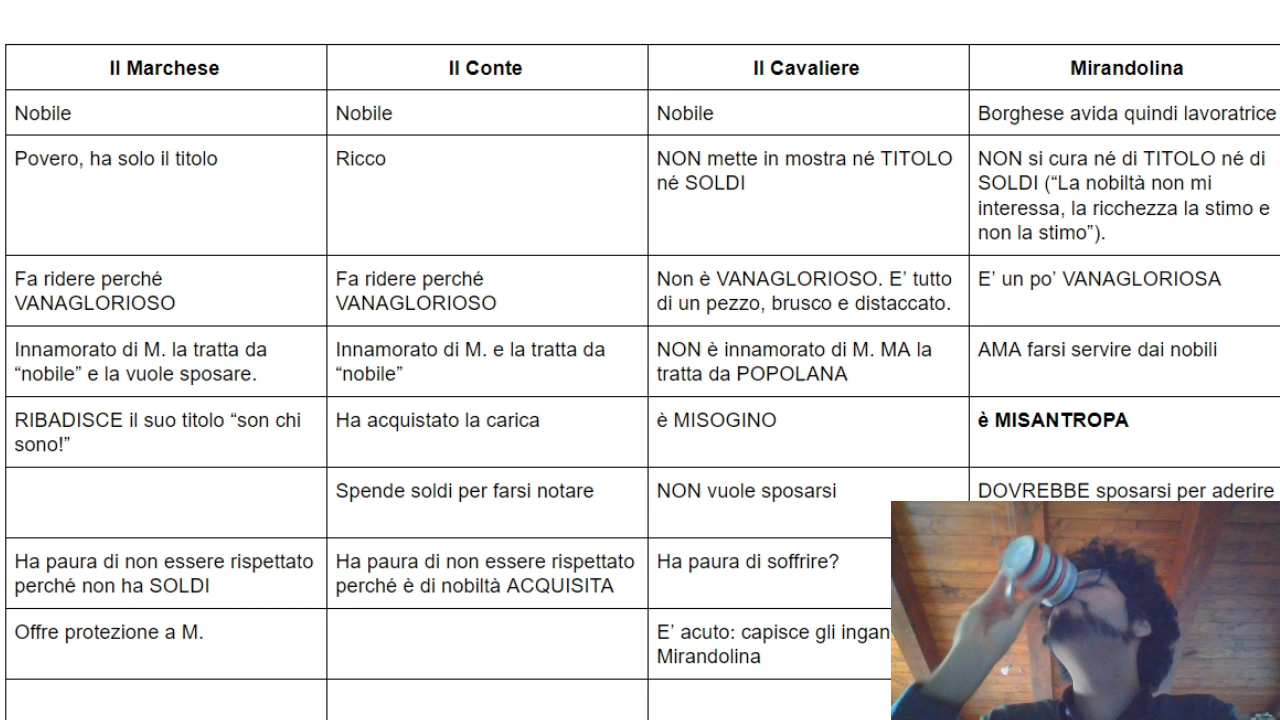 Il Marchese
Il Conte
Il Cavaliere
Mirandolina
Nobile
Nobile
Nobile
Borghese avida quindi lavoratrice
Povero, ha solo il titolo
Ricco
NON mette in mostra né TITOLO
né SOLDI
NON si cura né di TITOLO né di
SOLDI (“La nobiltà non mi
interessa, la ricchezza la stimo e
non la stimo”).
Fa ridere perché
VANAGLORIOSO
Fa ridere perché
VANAGLORIOSO
Non è VANAGLORIOSO. E’ tutto
di un pezzo, brusco e distaccato.
E’ un po’ VANAGLORIOSA
Innamorato di M. la tratta da
“nobile” e la vuole sposare.
Innamorato di M. e la tratta da
“nobile”
NON è innamorato di M. MA la
tratta da POPOLANA
AMA farsi servire dai nobili
RIBADISCE il suo titolo “son chi
sono!”
Ha acquistato la carica
è MISOGINO
è MISANTROPA
Spende soldi per farsi notare
NON vuole sposarsi
DOVREBBE sposarsi per aderire
Ha paura di non essere rispettato
perché non ha SOLDI
Ha paura di non essere rispettato
perché è di nobiltà ACQUISITA
Ha paura di soffrire?
Offre protezione a M.
E’ acuto: capisce gli ingan
Mirandolina